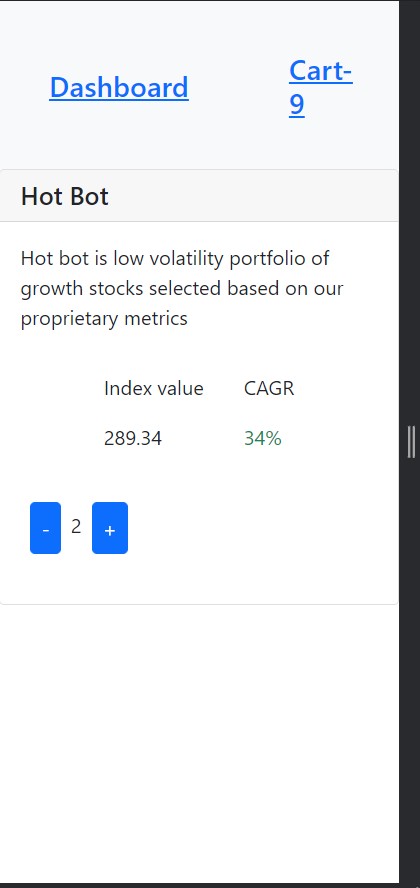 Dashboard
Cart-
9
Hot Bot
Hot bot is low volatility portfolio of
growth stocks selected based on our
proprietary metrics
Index value CAGR
289.34 34%
- 2 +